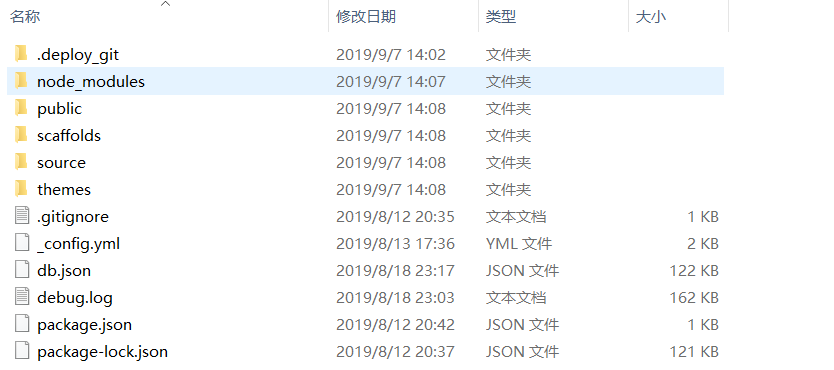 名称 修改日期 类型 大小
.deploy_git 2019/9/7 14:02 文件夹
node_modules 2019/9/7 14:07 文件夹
public 2019/9/7 14:08 文件夹
scaffolds 2019/9/7 14:08 文件夹
source 2019/9/7 14:08 文件夹
themes 2019/9/7 14:08 文件夹
.gitignore 2019/8/12 20:35 文本文档 1 KB
_config.yml 2019/8/13 17:36 YML 文件 2 KB
db.json 2019/8/18 23:17 JSON 文件 122 KB
debug.log 2019/8/18 23:03 文本文档 162 KB
package.json 2019/8/12 20:42 JSON 文件 1 KB
package-lock.json 2019/8/12 20:37 JSON 文件 121 KB